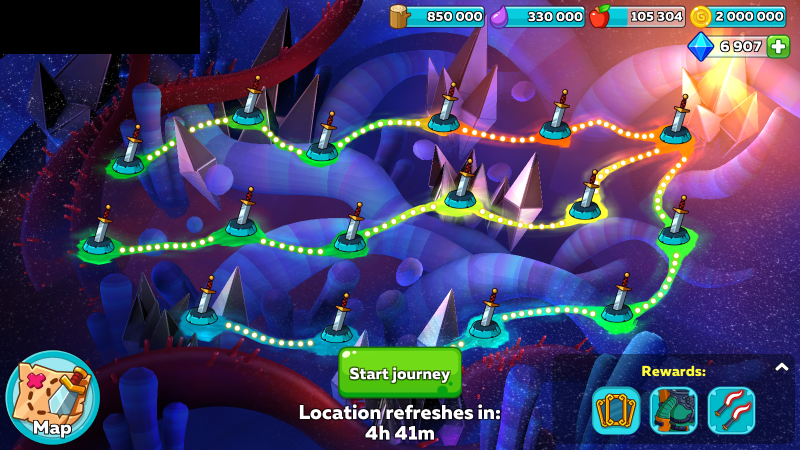 850 000
330 000
105 304
2 000 000
6 907
Start journey
Location refreshes in:
4h 41m
Map
Rewards: